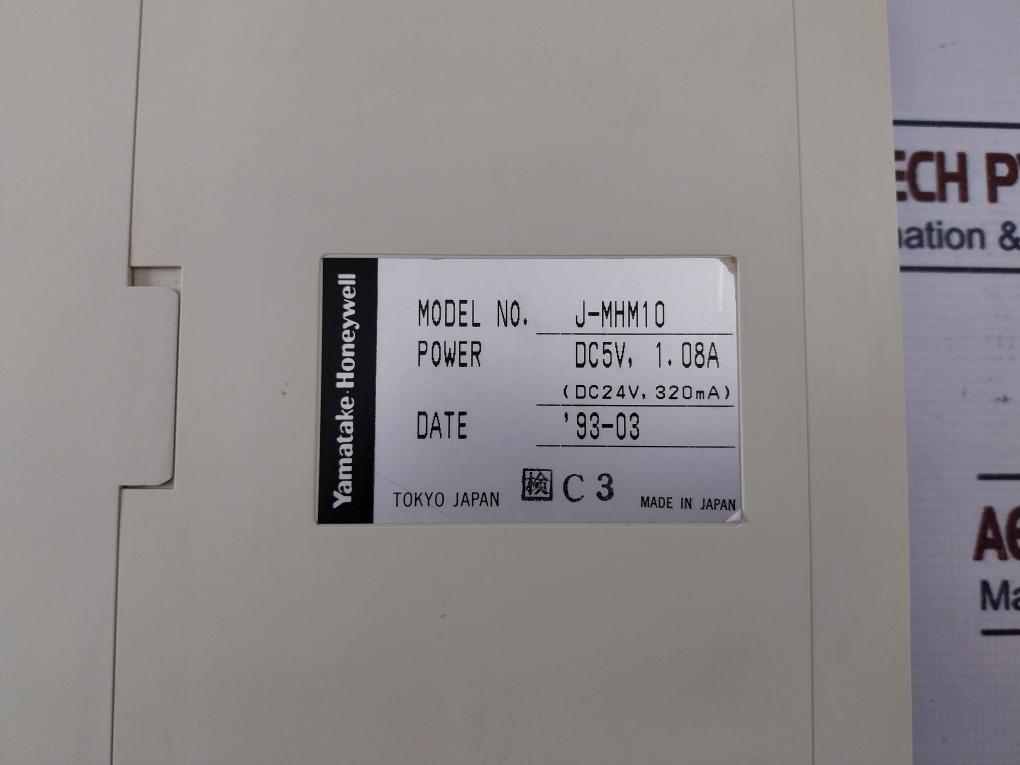 Yamatake·Honeywell
MODEL NO. J-MHM10
POWER DC5V, 1.08A
(DC24V, 320mA)
DATE '93-03
TOKYO JAPAN 検 C3 MADE IN JAPAN
ECH P
ation &
Ma